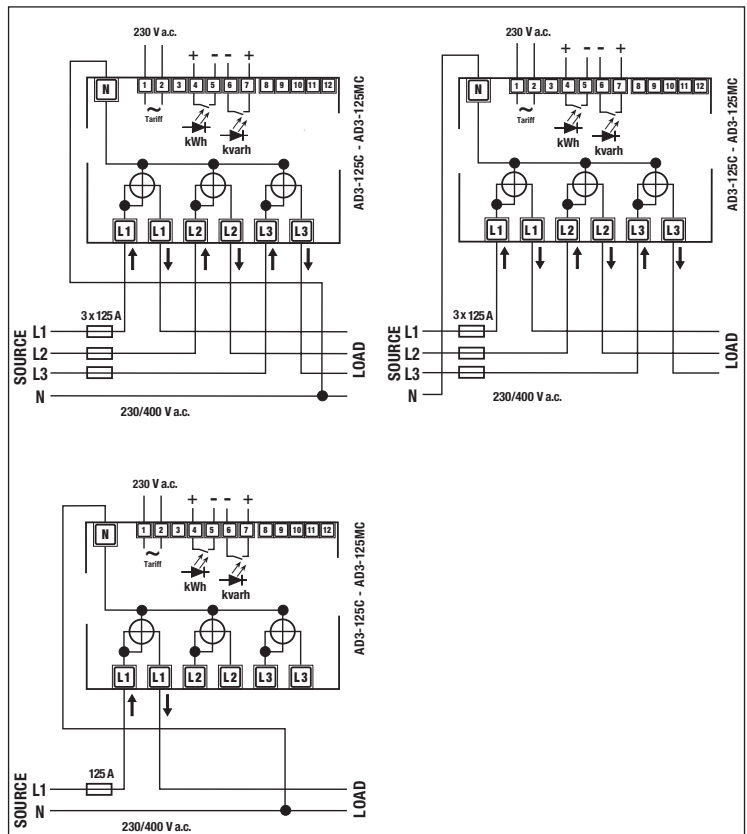 230 V a.c.
+ - - +
N 1 2 3 4 5 6 7 8 9 10 11 12
~
Tariff
kWh
kvarh
AD3-125C - AD3-125MC
L1 L1 L2 L2 L3 L3
3 x 125 A
SOURCE
L1
L2
L3
N
LOAD
230/400 V a.c.
230 V a.c.
+ - - +
N 1 2 3 4 5 6 7 8 9 10 11 12
~
Tariff
kWh
kvarh
AD3-125C - AD3-125MC
L1 L1 L2 L2 L3 L3
3 x 125 A
SOURCE
L1
L2
L3
N
LOAD
230/400 V a.c.
230 V a.c.
+ - - +
N 1 2 3 4 5 6 7 8 9 10 11 12
~
Tariff
kWh
kvarh
AD3-125C - AD3-125MC
L1 L1 L2 L2 L3 L3
125 A
SOURCE
L1
N
LOAD
230/400 V a.c.